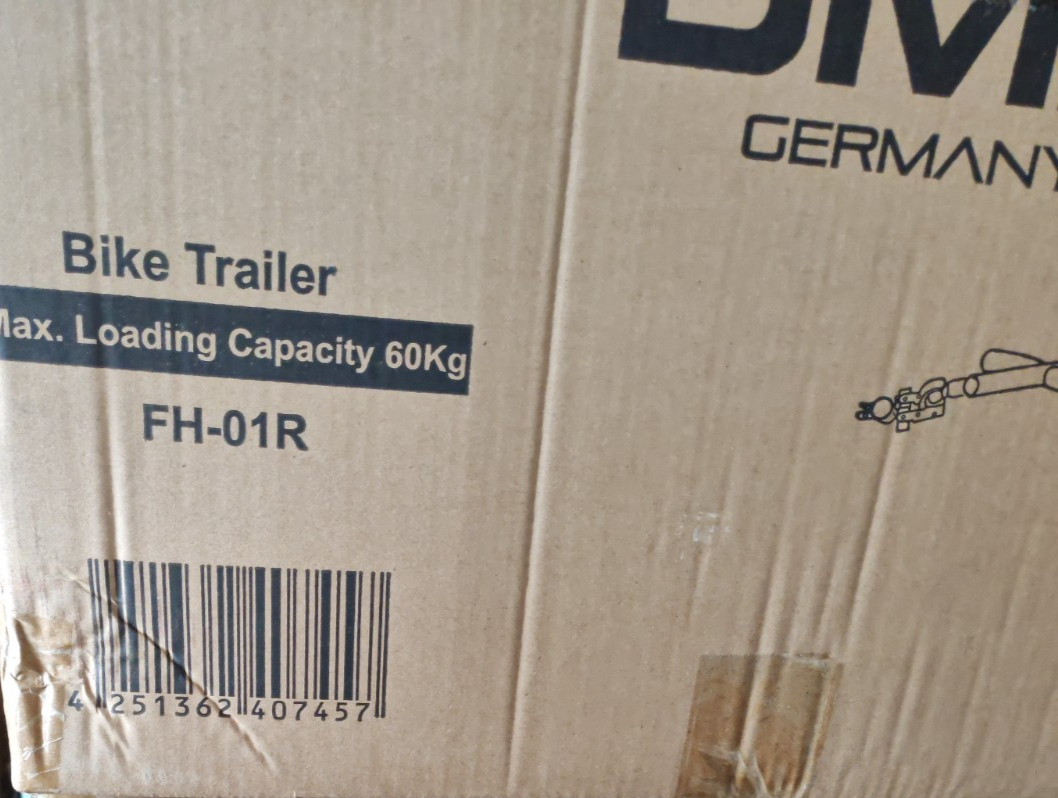 GERMANY
Bike Trailer
Max. Loading Capacity 60Kg
FH-01R
4 251362 407457